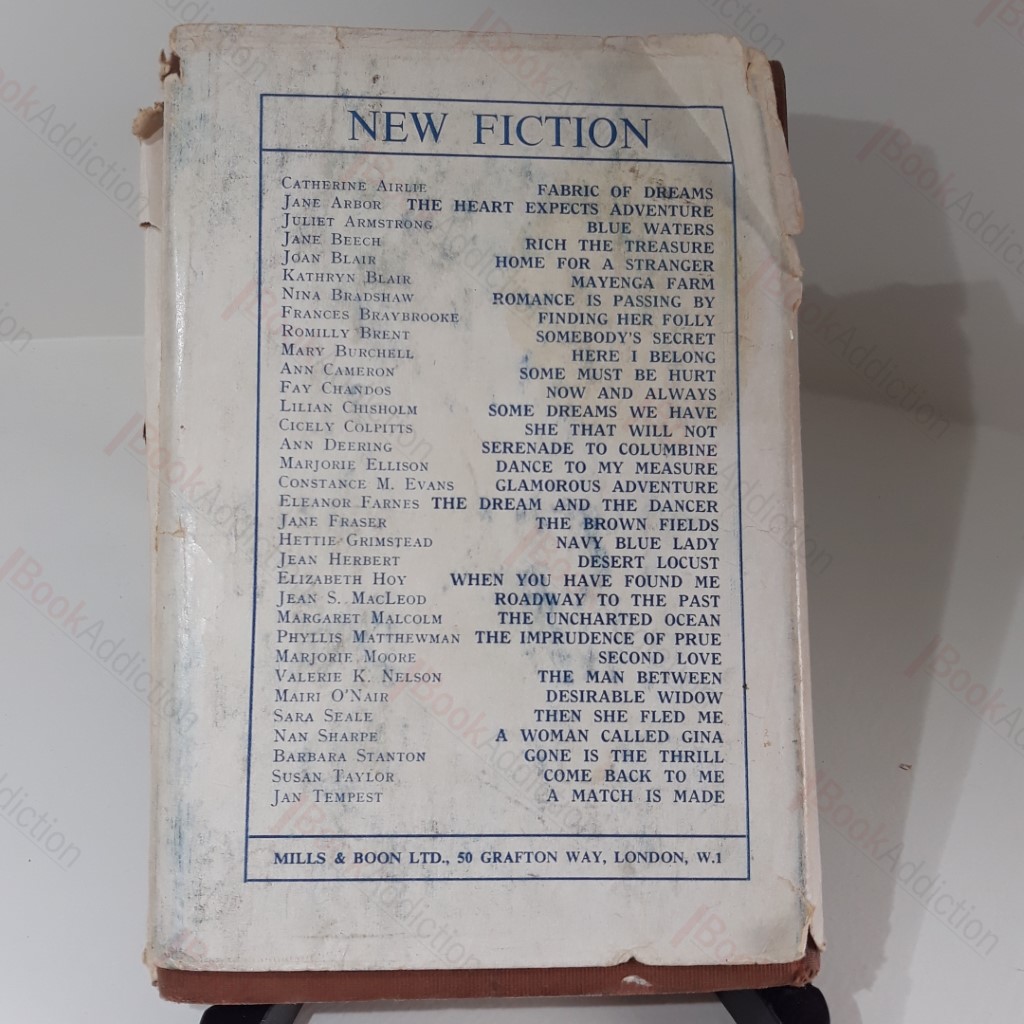 NEW FICTION
CATHERINE AIRLIE FABRIC OF DREAMS
JANE ARBOR THE HEART EXPECTS ADVENTURE
JULIET ARMSTRONG BLUE WATERS
JANE BEECH RICH THE TREASURE
JOAN BLAIR HOME FOR A STRANGER
KATHRYN BLAIR MAYENGA FARM
NINA BRADSHAW ROMANCE IS PASSING BY
FRANCES BRAYBROOKE FINDING HER FOLLY
ROMILLY BRENT SOMEBODY'S SECRET
MARY BURCHELL HERE I BELONG
ANN CAMERON SOME MUST BE HURT
FAY CHANDOS NOW AND ALWAYS
LILIAN CHISHOLM SOME DREAMS WE HAVE
CICELY COLPITTS SHE THAT WILL NOT
ANN DEERING SERENADE TO COLUMBINE
MARJORIE ELLISON DANCE TO MY MEASURE
CONSTANCE M. EVANS GLAMOROUS ADVENTURE
ELEANOR FARNES THE DREAM AND THE DANCER
JANE FRASER THE BROWN FIELDS
HETTIE GRIMSTEAD NAVY BLUE LADY
JEAN HERBERT DESERT LOCUST
ELIZABETH HOY WHEN YOU HAVE FOUND ME
JEAN S. MACLEOD ROADWAY TO THE PAST
MARGARET MALCOLM THE UNCHARTED OCEAN
PHYLLIS MATTHEWMAN THE IMPRUDENCE OF PRUE
MARJORIE MOORE SECOND LOVE
VALERIE K. NELSON THE MAN BETWEEN
MAIRI O'NAIR DESIRABLE WIDOW
SARA SEALE THEN SHE FLED ME
NAN SHARPE A WOMAN CALLED GINA
BARBARA STANTON GONE IS THE THRILL
SUSAN TAYLOR COME BACK TO ME
JAN TEMPEST A MATCH IS MADE
MILLS & BOON LTD., 50 GRAFTON WAY, LONDON, W.1
BookAddiction